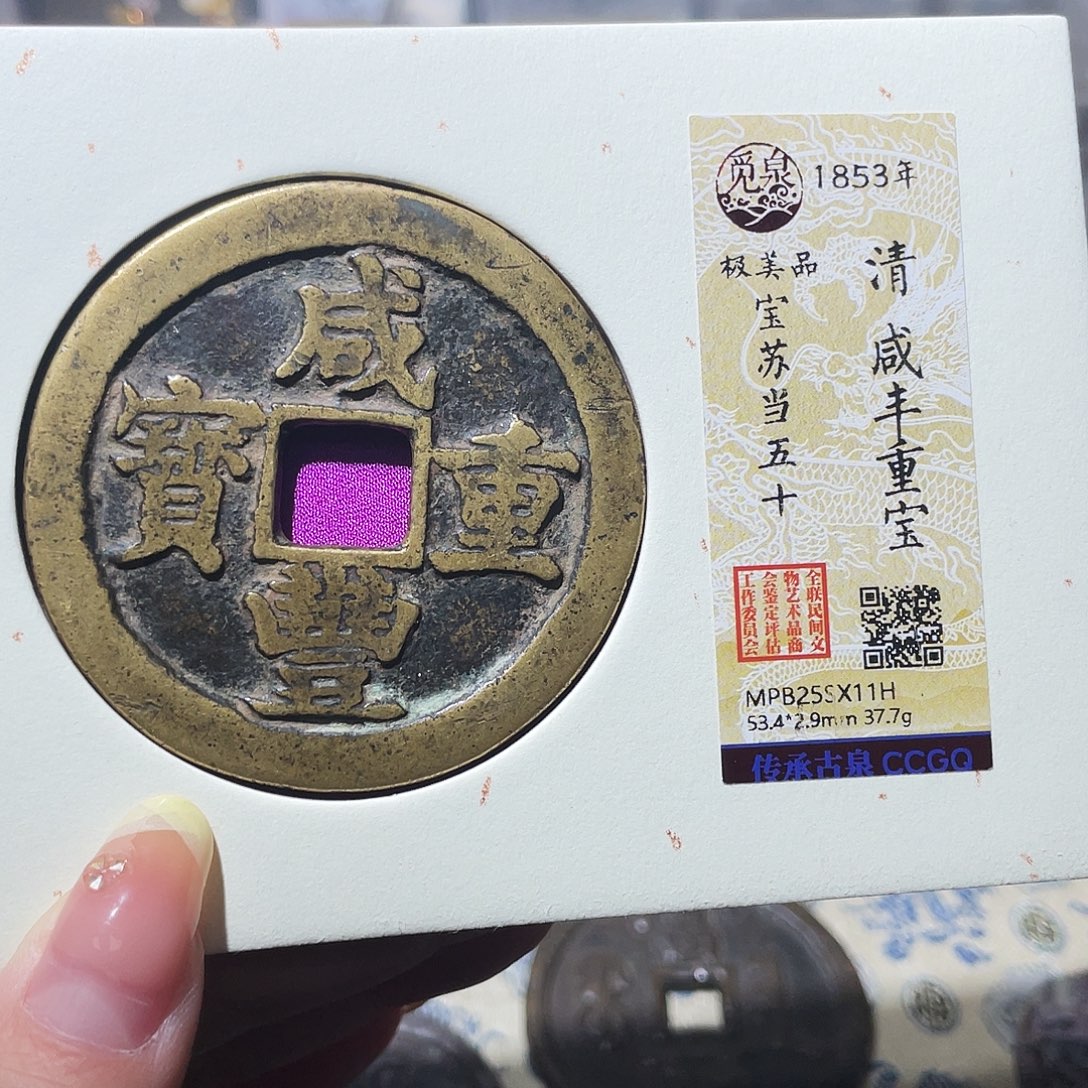 咸
豐
重
寶
觅泉
1853年
清咸丰重宝
极美品
宝苏当五十
全联民间文
物艺术品商
会鉴定评估
工作委员会
MPB25SX11H
53.4*2.9mm 37.7g
传承古泉 CCGQ